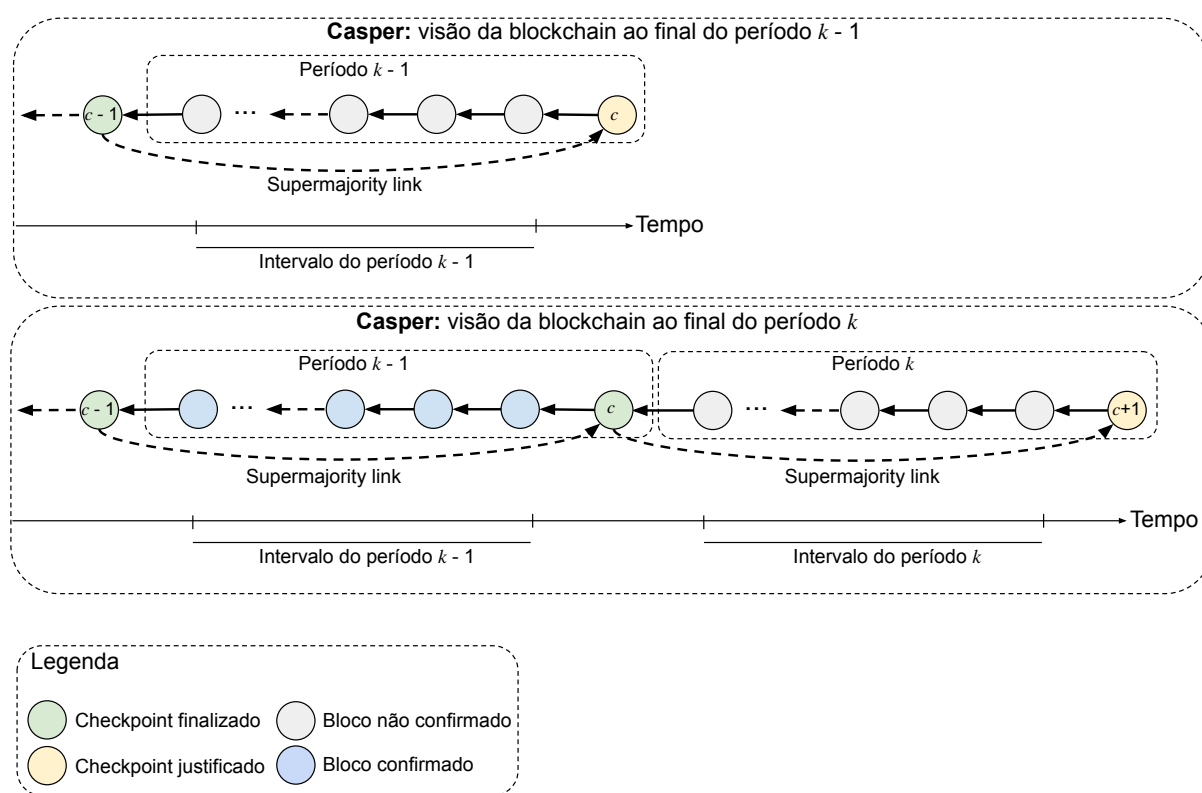 Casper: visão da blockchain ao final do período k - 1
Período k - 1
c - 1
...
c
Supermajority link
Tempo
Intervalo do período k - 1
Casper: visão da blockchain ao final do período k
Período k - 1
Período k
c - 1
...
c
...
c+1
Supermajority link
Supermajority link
Tempo
Intervalo do período k - 1
Intervalo do período k
Legenda
Checkpoint finalizado
Bloco não confirmado
Checkpoint justificado
Bloco confirmado